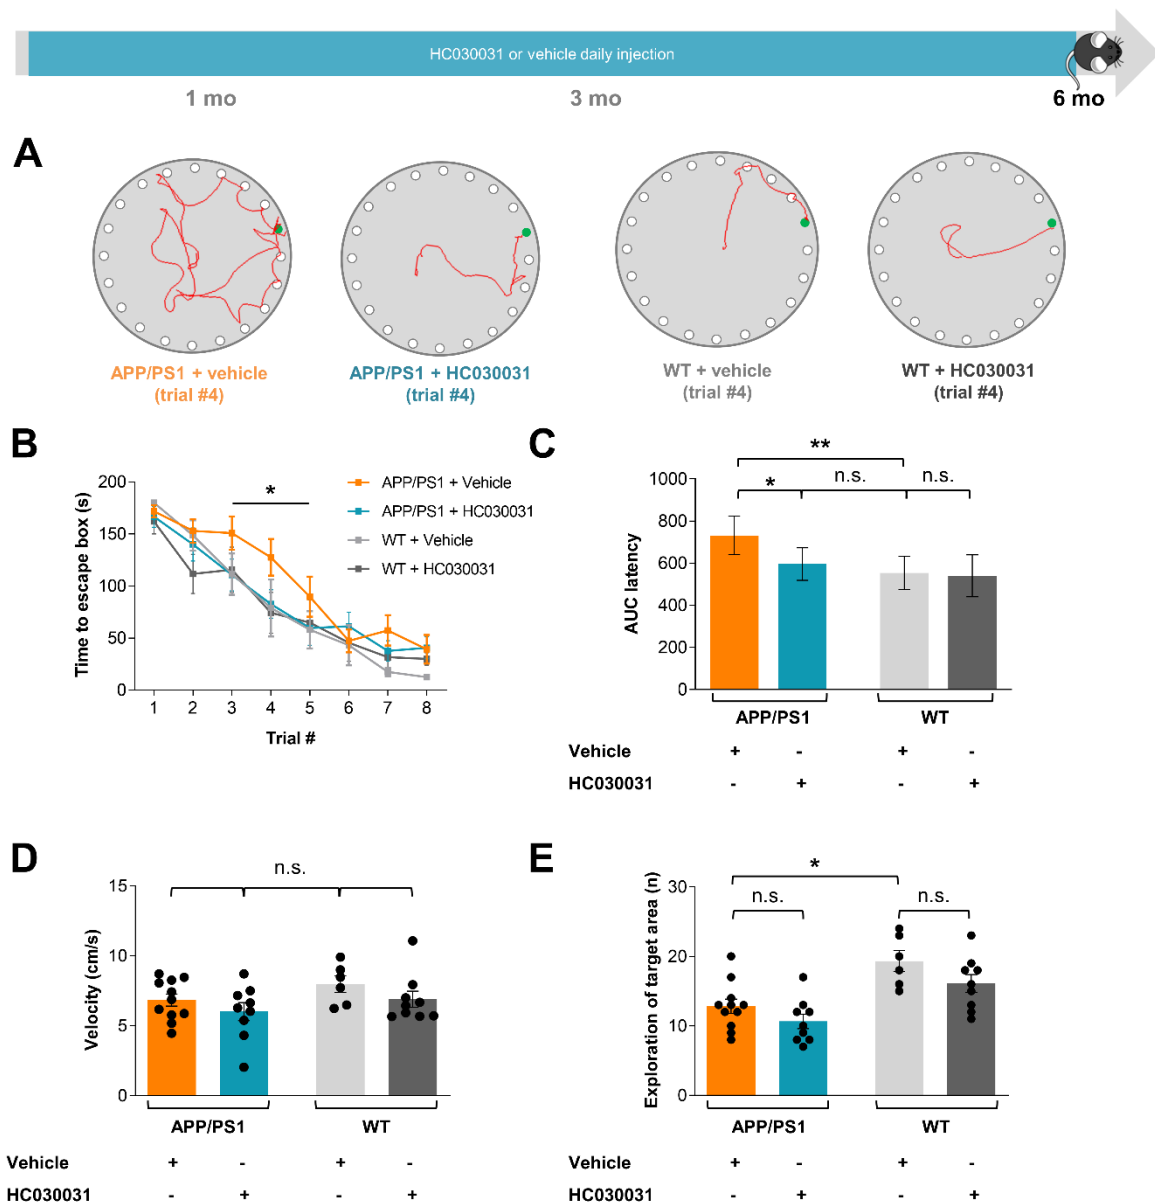 HC030031 or vehicle daily injection
1 mo 3 mo 6 mo
A
APP/PS1 + vehicle
(trial #4)
APP/PS1 + HC030031
(trial #4)
WT + vehicle
(trial #4)
WT + HC030031
(trial #4)
B
Time to escape box (s)
200
150
100
50
0
*
APP/PS1 + Vehicle
APP/PS1 + HC030031
WT + Vehicle
WT + HC030031
1 2 3 4 5 6 7 8
Trial #
C
AUC latency
1000
800
600
400
200
0
**
* n.s. n.s.
APP/PS1 WT
Vehicle + - + -
HC030031 - + - +
D
Velocity (cm/s)
15
10
5
0
n.s.
APP/PS1 WT
Vehicle + - + -
HC030031 - + - +
E
Exploration of target area (n)
30
20
10
0
*
n.s. n.s.
APP/PS1 WT
Vehicle + - + -
HC030031 - + - +